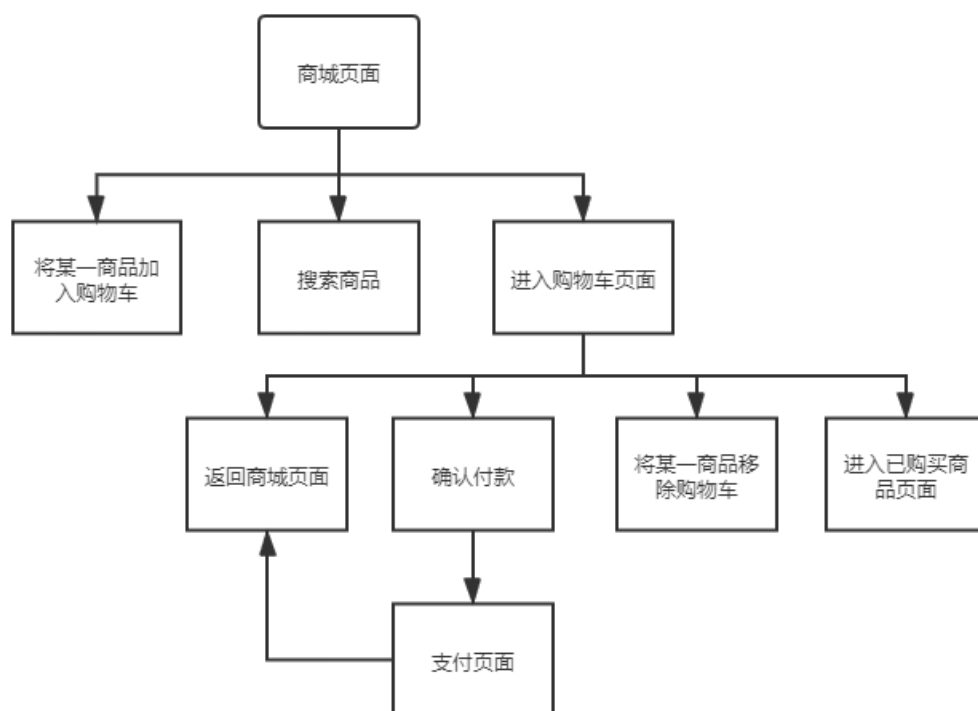 商城页面
将某一商品加
入购物车
搜索商品
进入购物车页面
返回商城页面
确认付款
将某一商品移
除购物车
进入已购买商
品页面
支付页面